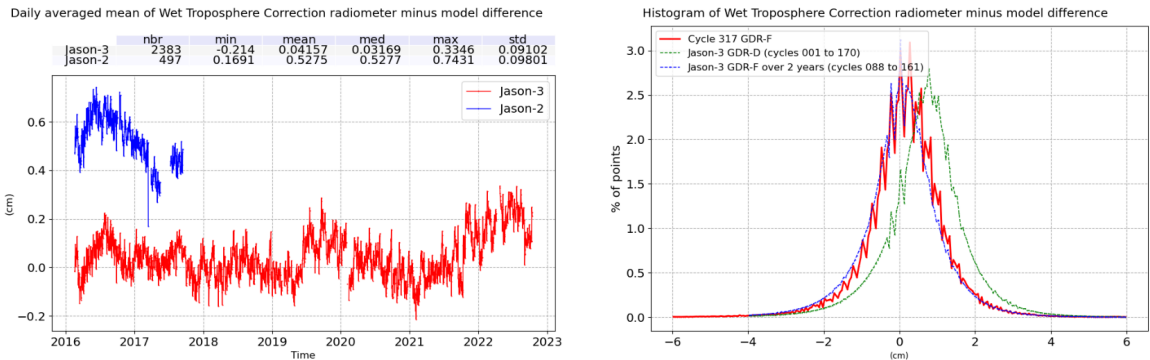 Daily averaged mean of Wet Troposphere Correction radiometer minus model difference
nbr min mean med max std
Jason-3 2383 -0.214 0.04157 0.03169 0.3346 0.09102
Jason-2 497 0.1691 0.5275 0.5277 0.7431 0.09801
Jason-3
Jason-2
0.6
0.4
0.2
0.0
−0.2
(cm)
2016 2017 2018 2019 2020 2021 2022 2023
Time
Histogram of Wet Troposphere Correction radiometer minus model difference
Cycle 317 GDR-F
Jason-3 GDR-D (cycles 001 to 170)
Jason-3 GDR-F over 2 years (cycles 088 to 161)
3.0
2.5
2.0
1.5
1.0
0.5
0.0
% of points
−6 −4 −2 0 2 4 6
(cm)